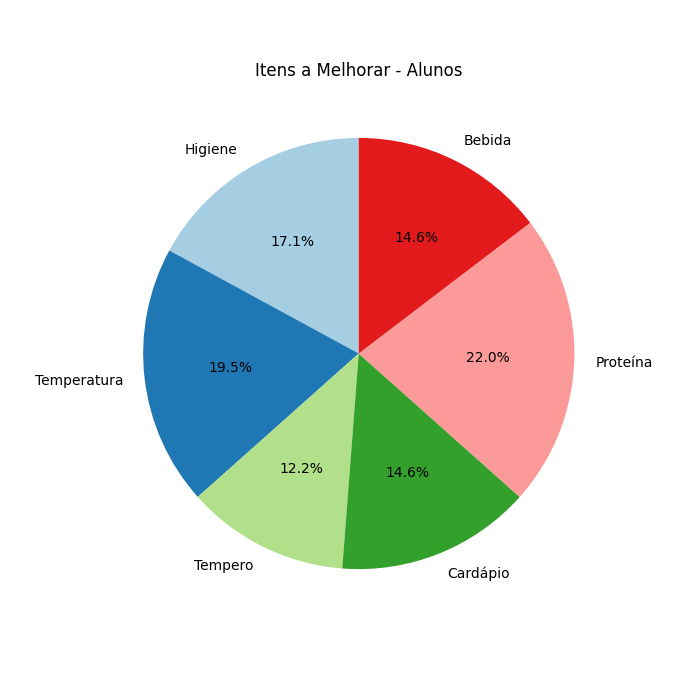 Itens a Melhorar - Alunos
Bebida
Higiene
14.6%
17.1%
22.0%
Proteína
19.5%
Temperatura
12.2%
14.6%
Tempero
Cardápio